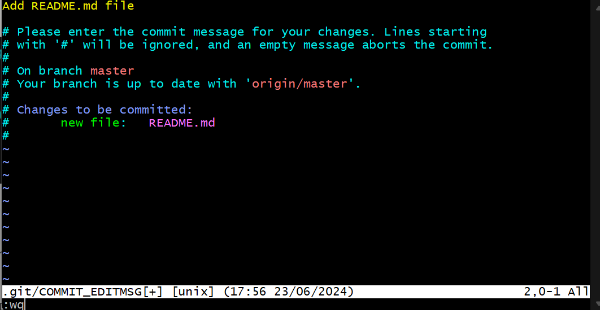 Add README.md file
# Please enter the commit message for your changes. Lines starting
# with '#' will be ignored, and an empty message aborts the commit.
#
# On branch master
# Your branch is up to date with 'origin/master'.
#
# Changes to be committed:
#       new file:   README.md
#
~
~
~
~
~
~
~
~
~
~
~
.git/COMMIT_EDITMSG[+] [unix] (17:56 23/06/2024) 2,0-1 All
:wq